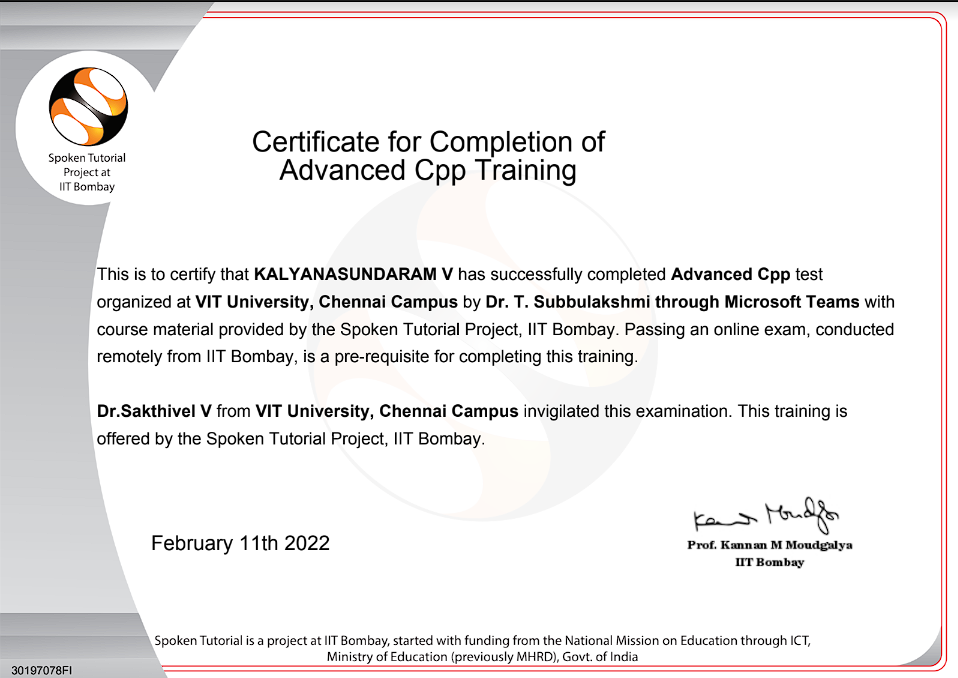 Spoken Tutorial
Project at
IIT Bombay
Certificate for Completion of
Advanced Cpp Training
This is to certify that KALYANASUNDARAM V has successfully completed Advanced Cpp test
organized at VIT University, Chennai Campus by Dr. T. Subbulakshmi through Microsoft Teams with
course material provided by the Spoken Tutorial Project, IIT Bombay. Passing an online exam, conducted
remotely from IIT Bombay, is a pre-requisite for completing this training.
Dr.Sakthivel V from VIT University, Chennai Campus invigilated this examination. This training is
offered by the Spoken Tutorial Project, IIT Bombay.
February 11th 2022
Kannan Moudgalya
Prof. Kannan M Moudgalya
IIT Bombay
Spoken Tutorial is a project at IIT Bombay, started with funding from the National Mission on Education through ICT,
Ministry of Education (previously MHRD), Govt. of India
30197078FI